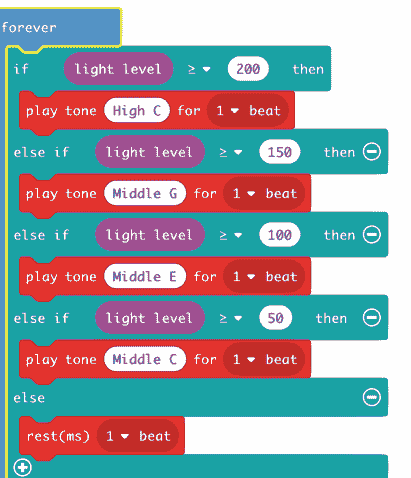 forever
if light level ≥ 200 then
play tone High C for 1 beat
else if light level ≥ 150 then
play tone Middle G for 1 beat
else if light level ≥ 100 then
play tone Middle E for 1 beat
else if light level ≥ 50 then
play tone Middle C for 1 beat
else
rest(ms) 1 beat